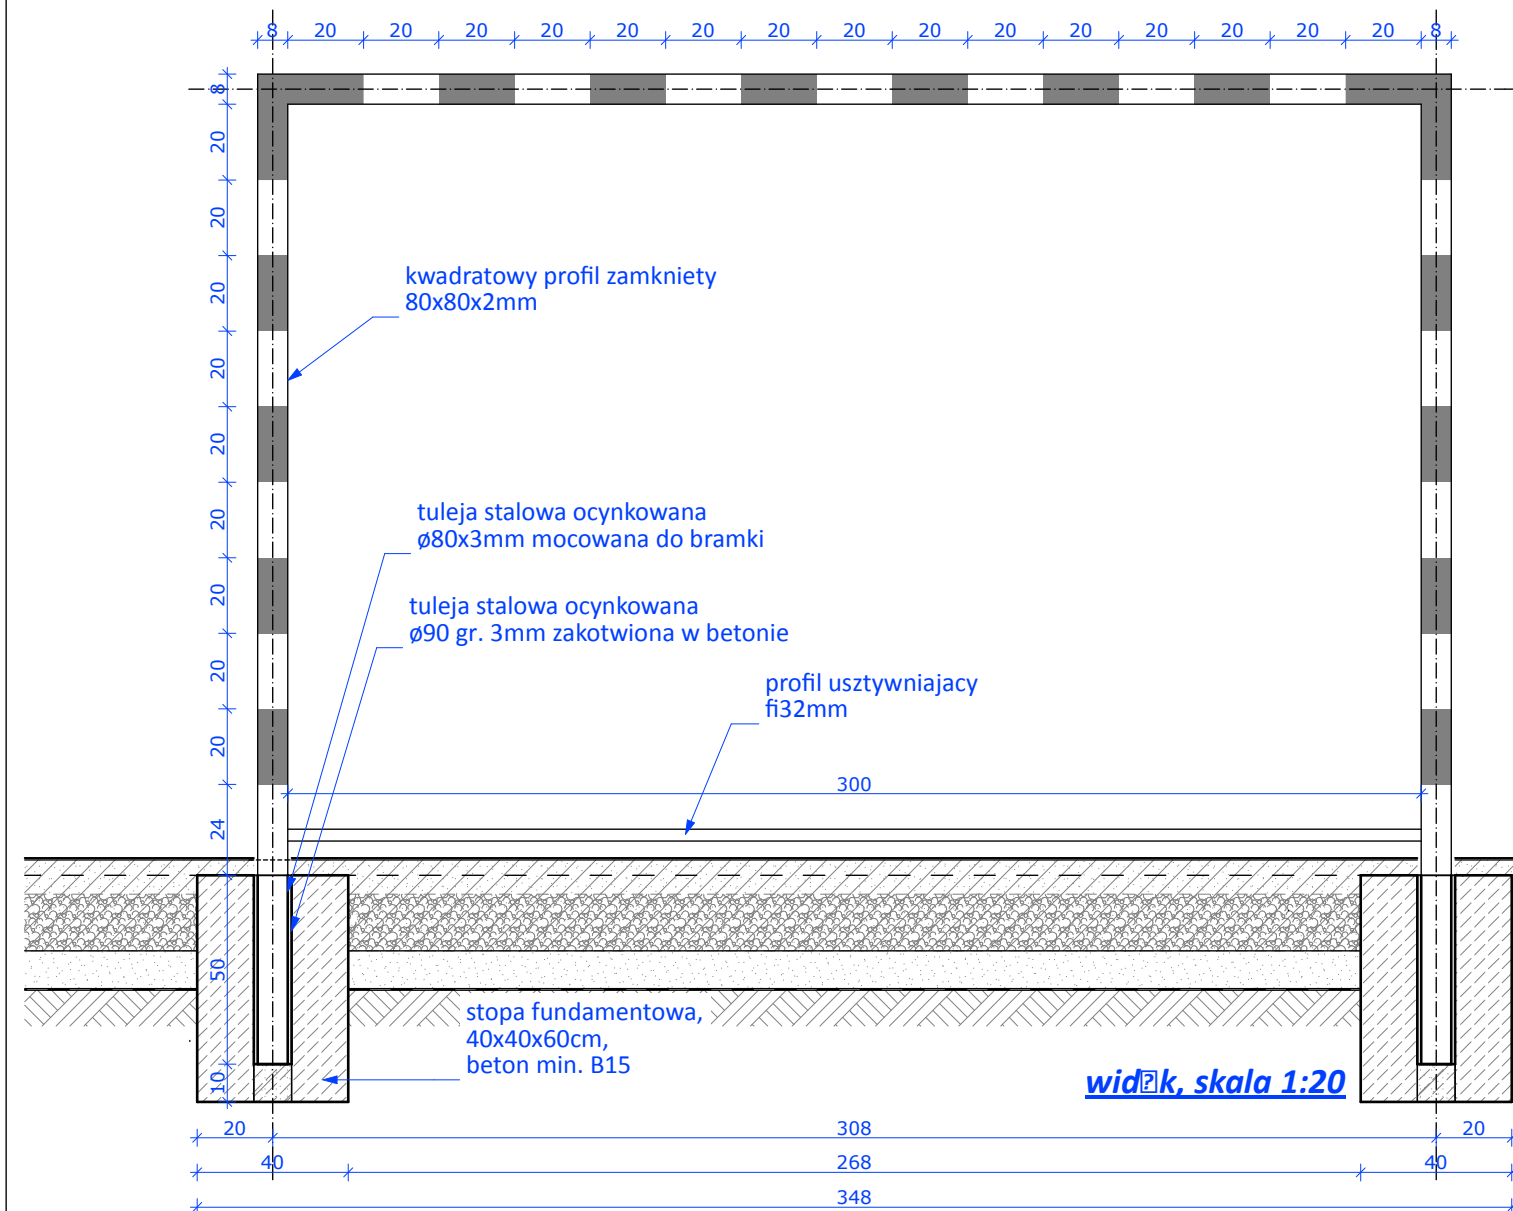 8 20 20 20 20 20 20 20 20 20 20 20 20 20 20 20 8
8
20
20
20
20
20
20
20
20
20
24
50
10
kwadratowy profil zamkniety
80x80x2mm
tuleja stalowa ocynkowana
ø80x3mm mocowana do bramki
tuleja stalowa ocynkowana
ø90 gr. 3mm zakotwiona w betonie
profil usztywniajacy
fi32mm
300
stopa fundamentowa,
40x40x60cm,
beton min. B15
wid�k, skala 1:20
20 308 20
40 268 40
348